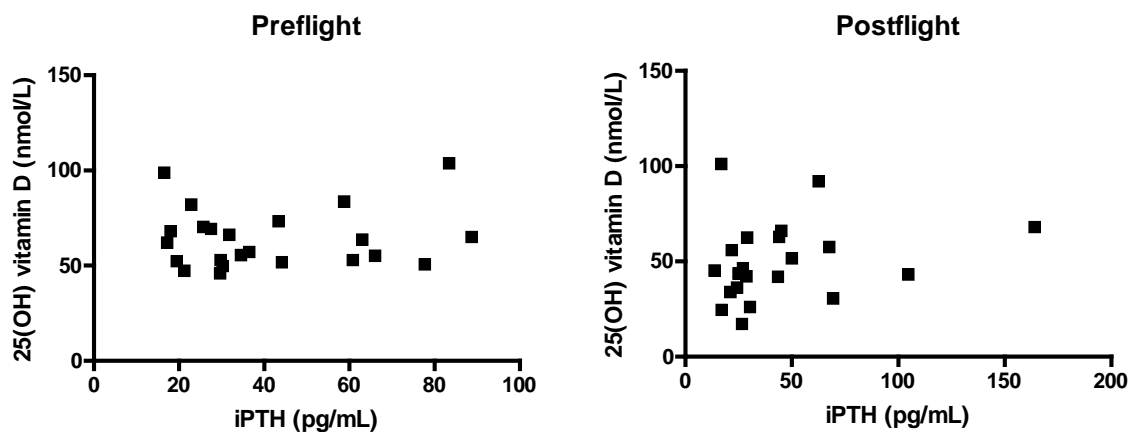 Preflight
25(OH) vitamin D (nmol/L)
150
100
50
0
0 20 40 60 80 100
iPTH (pg/mL)
Postflight
25(OH) vitamin D (nmol/L)
150
100
50
0
0 50 100 150 200
iPTH (pg/mL)